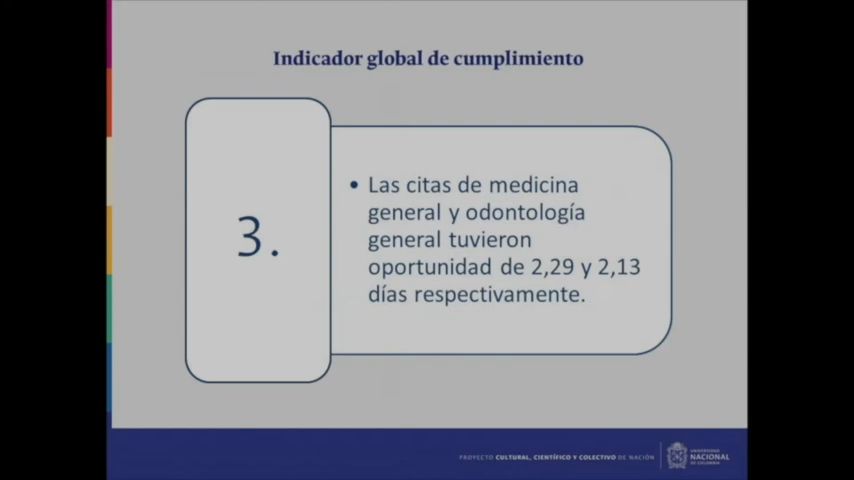 Indicador global de cumplimiento
3.
• Las citas de medicina
general y odontología
general tuvieron
oportunidad de 2,29 y 2,13
días respectivamente.
PROYECTO CULTURAL, CIENTÍFICO Y COLECTIVO DE NACIÓN
UNIVERSIDAD
NACIONAL
DE COLOMBIA